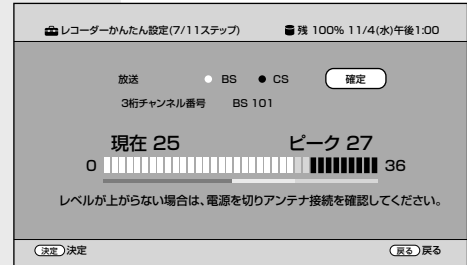 レコーダーかんたん設定(7/11ステップ) 残 100% 11/4(水)午後1:00
放送 BS CS 確定
3桁チャンネル番号 BS 101
現在 25 ピーク 27
0 36
レベルが上がらない場合は、電源を切りアンテナ接続を確認してください。
決定 決定 戻る 戻る